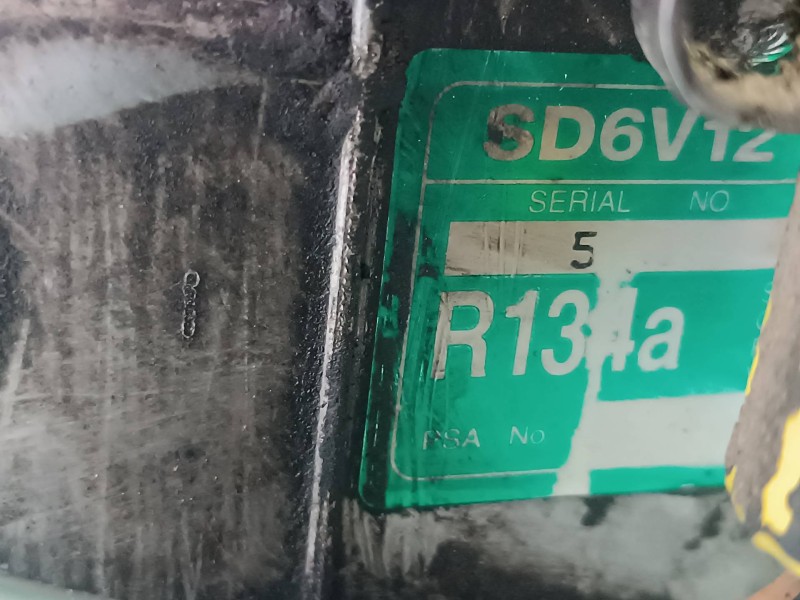 SD6V12
SERIAL NO
5
R134a
PSA No